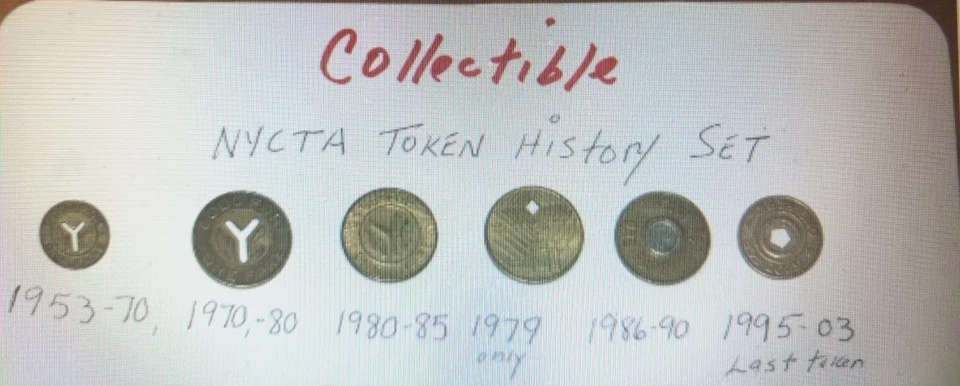 Collectible
NYCTA TOKEN History SET
1953-70, 1970,-80 1980-85 1979 1986-90 1995-03
only Last token